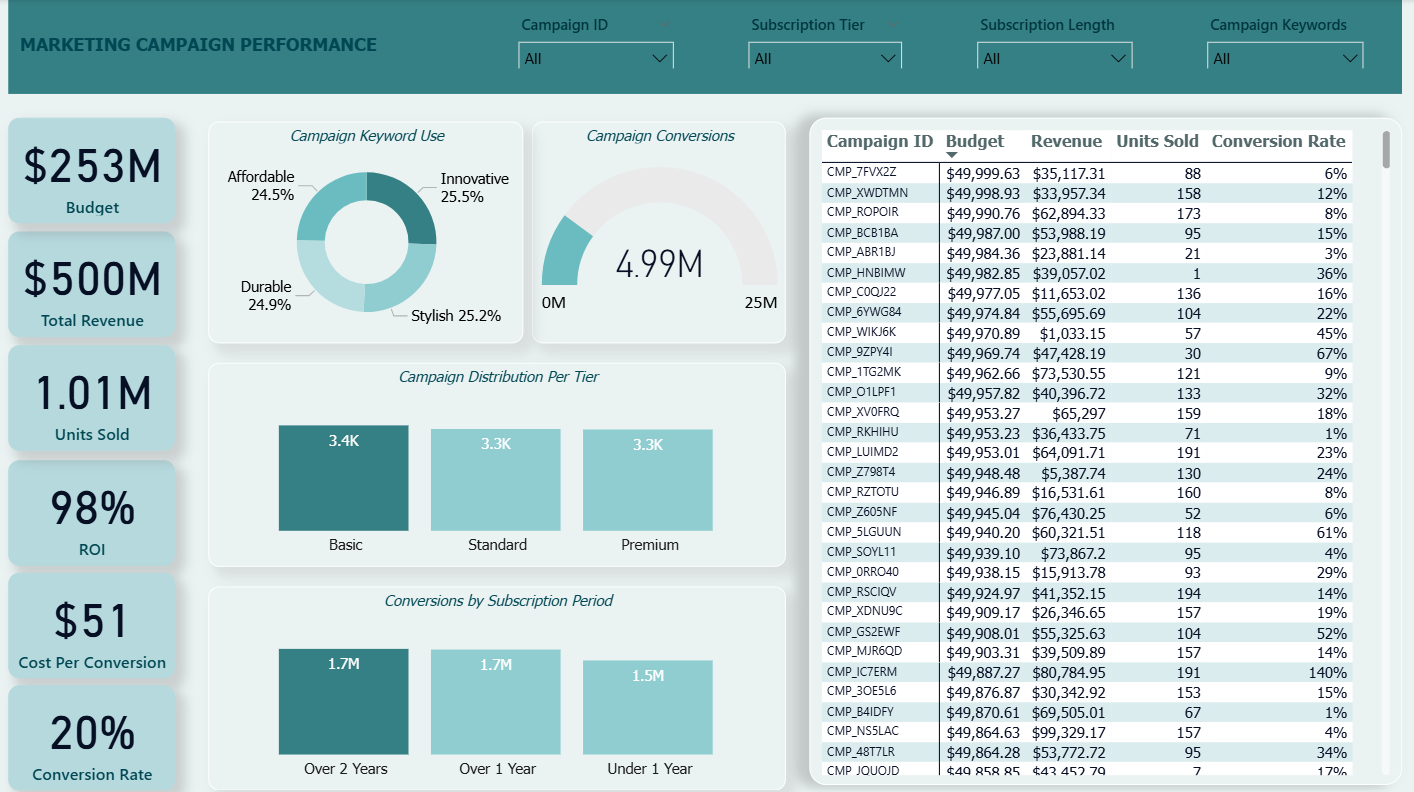 MARKETING CAMPAIGN PERFORMANCE
Campaign ID
All
Subscription Tier
All
Subscription Length
All
Campaign Keywords
All
$253M
Budget
$500M
Total Revenue
1.01M
Units Sold
98%
ROI
$51
Cost Per Conversion
20%
Conversion Rate
Campaign Keyword Use
Affordable
24.5%
Innovative
25.5%
Durable
24.9%
Stylish 25.2%
Campaign Conversions
4.99M
0M
25M
Campaign Distribution Per Tier
3.4K
3.3K
3.3K
Basic
Standard
Premium
Conversions by Subscription Period
1.7M
1.7M
1.5M
Over 2 Years
Over 1 Year
Under 1 Year
Campaign ID Budget Revenue Units Sold Conversion Rate
CMP_7FVX2Z $49,999.63 $35,117.31 88 6%
CMP_XWDTMN $49,998.93 $33,957.34 158 12%
CMP_ROPOIR $49,990.76 $62,894.33 173 8%
CMP_BCB1BA $49,987.00 $53,988.19 95 15%
CMP_ABR1BJ $49,984.36 $23,881.14 21 3%
CMP_HNBIMW $49,982.85 $39,057.02 1 36%
CMP_C0QJ22 $49,977.05 $11,653.02 136 16%
CMP_6YWG84 $49,974.84 $55,695.69 104 22%
CMP_WIKJ6K $49,970.89 $1,033.15 57 45%
CMP_9ZPY4I $49,969.74 $47,428.19 30 67%
CMP_1TG2MK $49,962.66 $73,530.55 121 9%
CMP_O1LPF1 $49,957.82 $40,396.72 133 32%
CMP_XV0FRQ $49,953.27 $65,297 159 18%
CMP_RKHIHU $49,953.23 $36,433.75 71 1%
CMP_LUIMD2 $49,953.01 $64,091.71 191 23%
CMP_Z798T4 $49,948.48 $5,387.74 130 24%
CMP_RZTOTU $49,946.89 $16,531.61 160 8%
CMP_Z605NF $49,945.04 $76,430.25 52 6%
CMP_5LGUUN $49,940.20 $60,321.51 118 61%
CMP_SOYL11 $49,939.10 $73,867.2 95 4%
CMP_0RRO40 $49,938.15 $15,913.78 93 29%
CMP_RSCIQV $49,924.97 $41,352.15 194 14%
CMP_XDNU9C $49,909.17 $26,346.65 157 19%
CMP_GS2EWF $49,908.01 $55,325.63 104 52%
CMP_MJR6QD $49,903.31 $39,509.89 157 14%
CMP_IC7ERM $49,887.27 $80,784.95 191 140%
CMP_3OE5L6 $49,876.87 $30,342.92 153 15%
CMP_B4IDFY $49,870.61 $69,505.01 67 1%
CMP_NS5LAC $49,864.63 $99,329.17 157 4%
CMP_48T7LR $49,864.28 $53,772.72 95 34%
CMP_JQUOJD $49,858.85 $43,452.79 7 17%